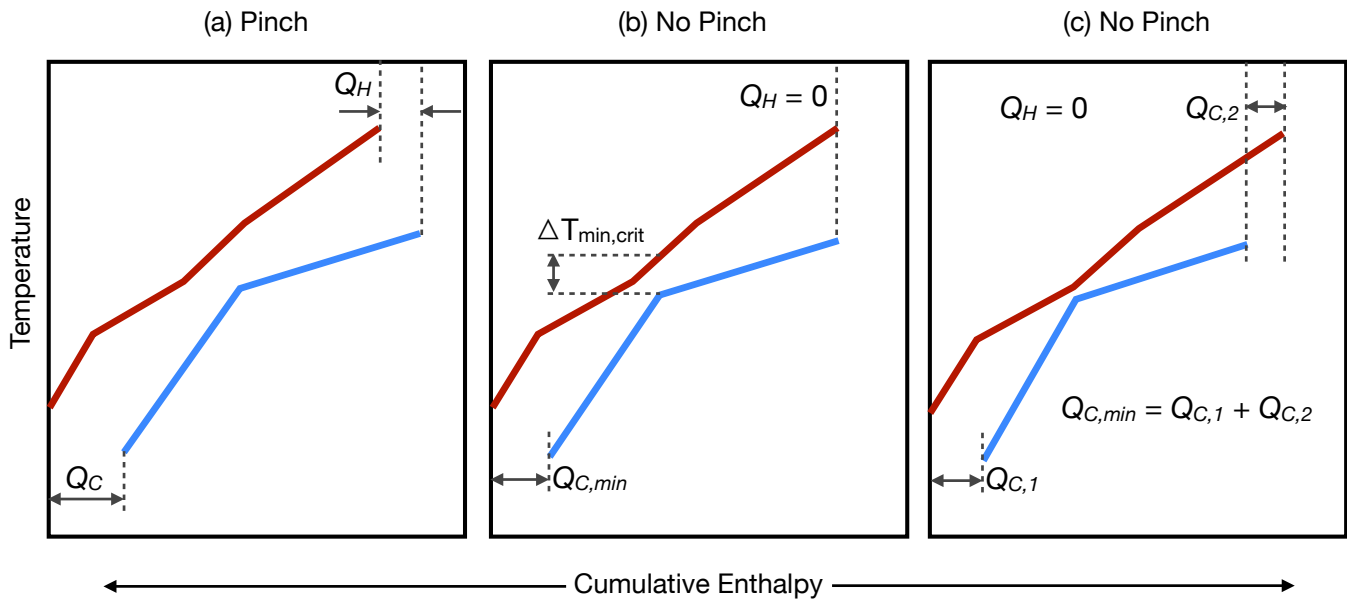 (a) Pinch
(b) No Pinch
(c) No Pinch
Temperature
Q_H
Q_C
Q_H = 0
△T_min,crit
Q_C,min
Q_H = 0
Q_C,2
Q_C,min = Q_C,1 + Q_C,2
Q_C,1
Cumulative Enthalpy